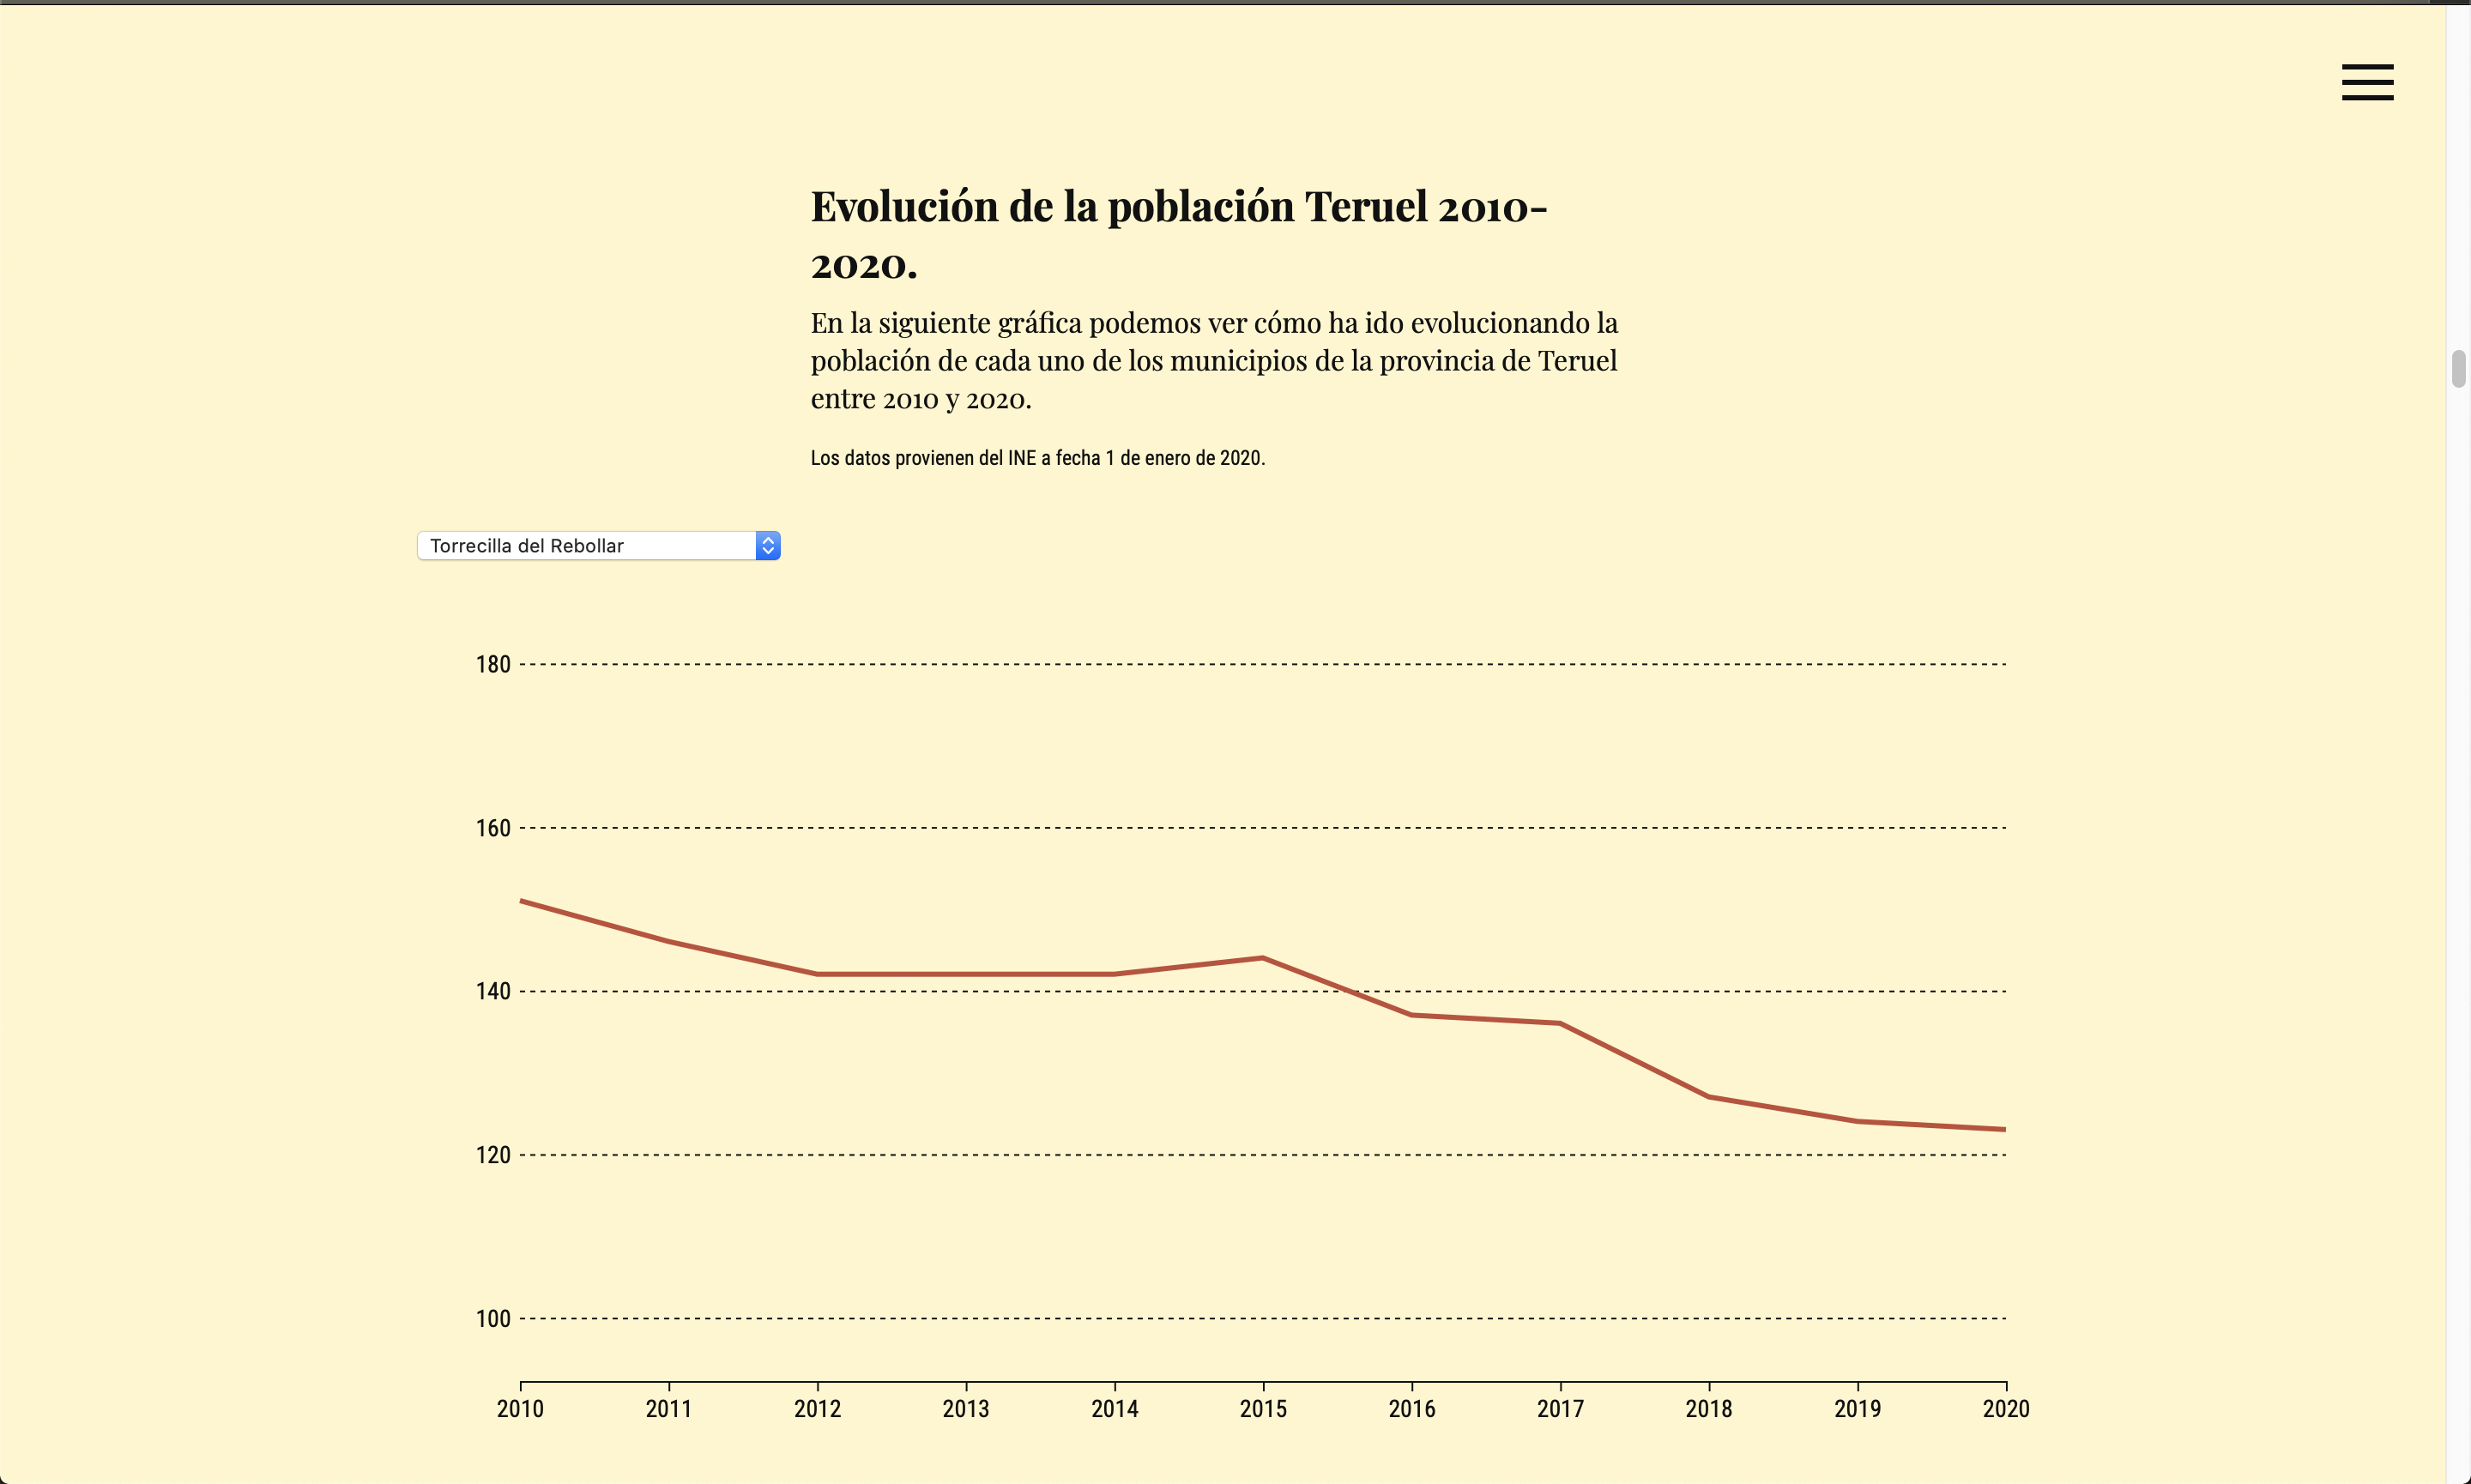 Evolución de la población Teruel 2010-
2020.
En la siguiente gráfica podemos ver cómo ha ido evolucionando la
población de cada uno de los municipios de la provincia de Teruel
entre 2010 y 2020.
Los datos provienen del INE a fecha 1 de enero de 2020.
Torrecilla del Rebollar
180
160
140
120
100
2010 2011 2012 2013 2014 2015 2016 2017 2018 2019 2020